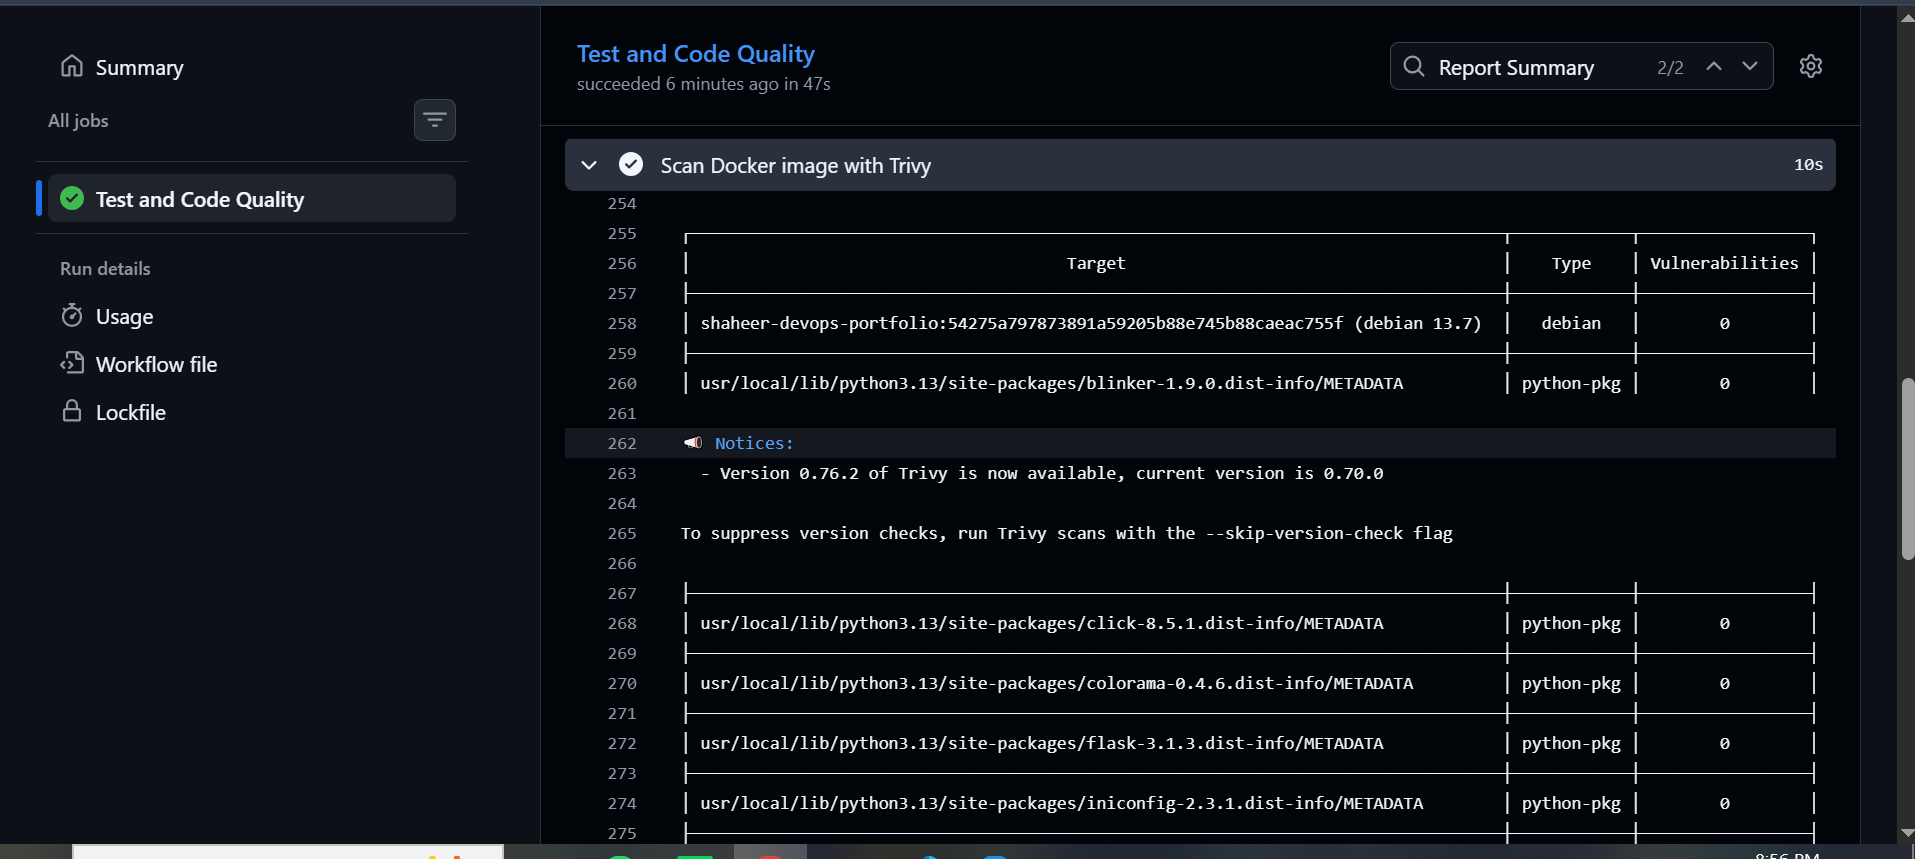 Summary
All jobs
Test and Code Quality
Run details
Usage
Workflow file
Lockfile
Test and Code Quality
succeeded 6 minutes ago in 47s
Report Summary 2/2
Scan Docker image with Trivy 10s
254
255
256 Target Type Vulnerabilities
257
258 shaheer-devops-portfolio:54275a797873891a59205b88e745b88caeac755f (debian 13.7) debian 0
259
260 usr/local/lib/python3.13/site-packages/blinker-1.9.0.dist-info/METADATA python-pkg 0
261
262 📢 Notices:
263 - Version 0.76.2 of Trivy is now available, current version is 0.70.0
264
265 To suppress version checks, run Trivy scans with the --skip-version-check flag
266
267
268 usr/local/lib/python3.13/site-packages/click-8.5.1.dist-info/METADATA python-pkg 0
269
270 usr/local/lib/python3.13/site-packages/colorama-0.4.6.dist-info/METADATA python-pkg 0
271
272 usr/local/lib/python3.13/site-packages/flask-3.1.3.dist-info/METADATA python-pkg 0
273
274 usr/local/lib/python3.13/site-packages/iniconfig-2.3.1.dist-info/METADATA python-pkg 0
275
8:56 PM